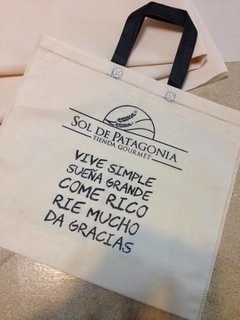 SOL DE PATAGONIA
TIENDA GOURMET
VIVE SIMPLE
SUEÑA GRANDE
COME RICO
RIE MUCHO
DA GRACIAS